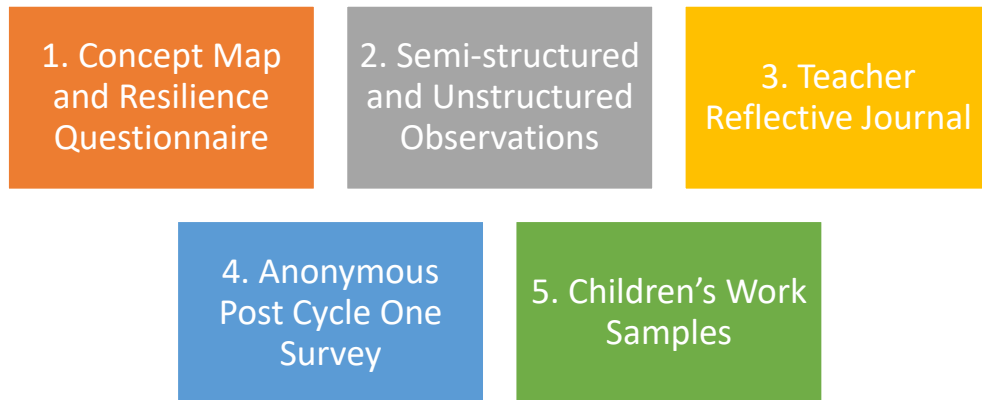 1. Concept Map
and Resilience
Questionnaire
2. Semi-structured
and Unstructured
Observations
3. Teacher
Reflective Journal
4. Anonymous
Post Cycle One
Survey
5. Children’s Work
Samples